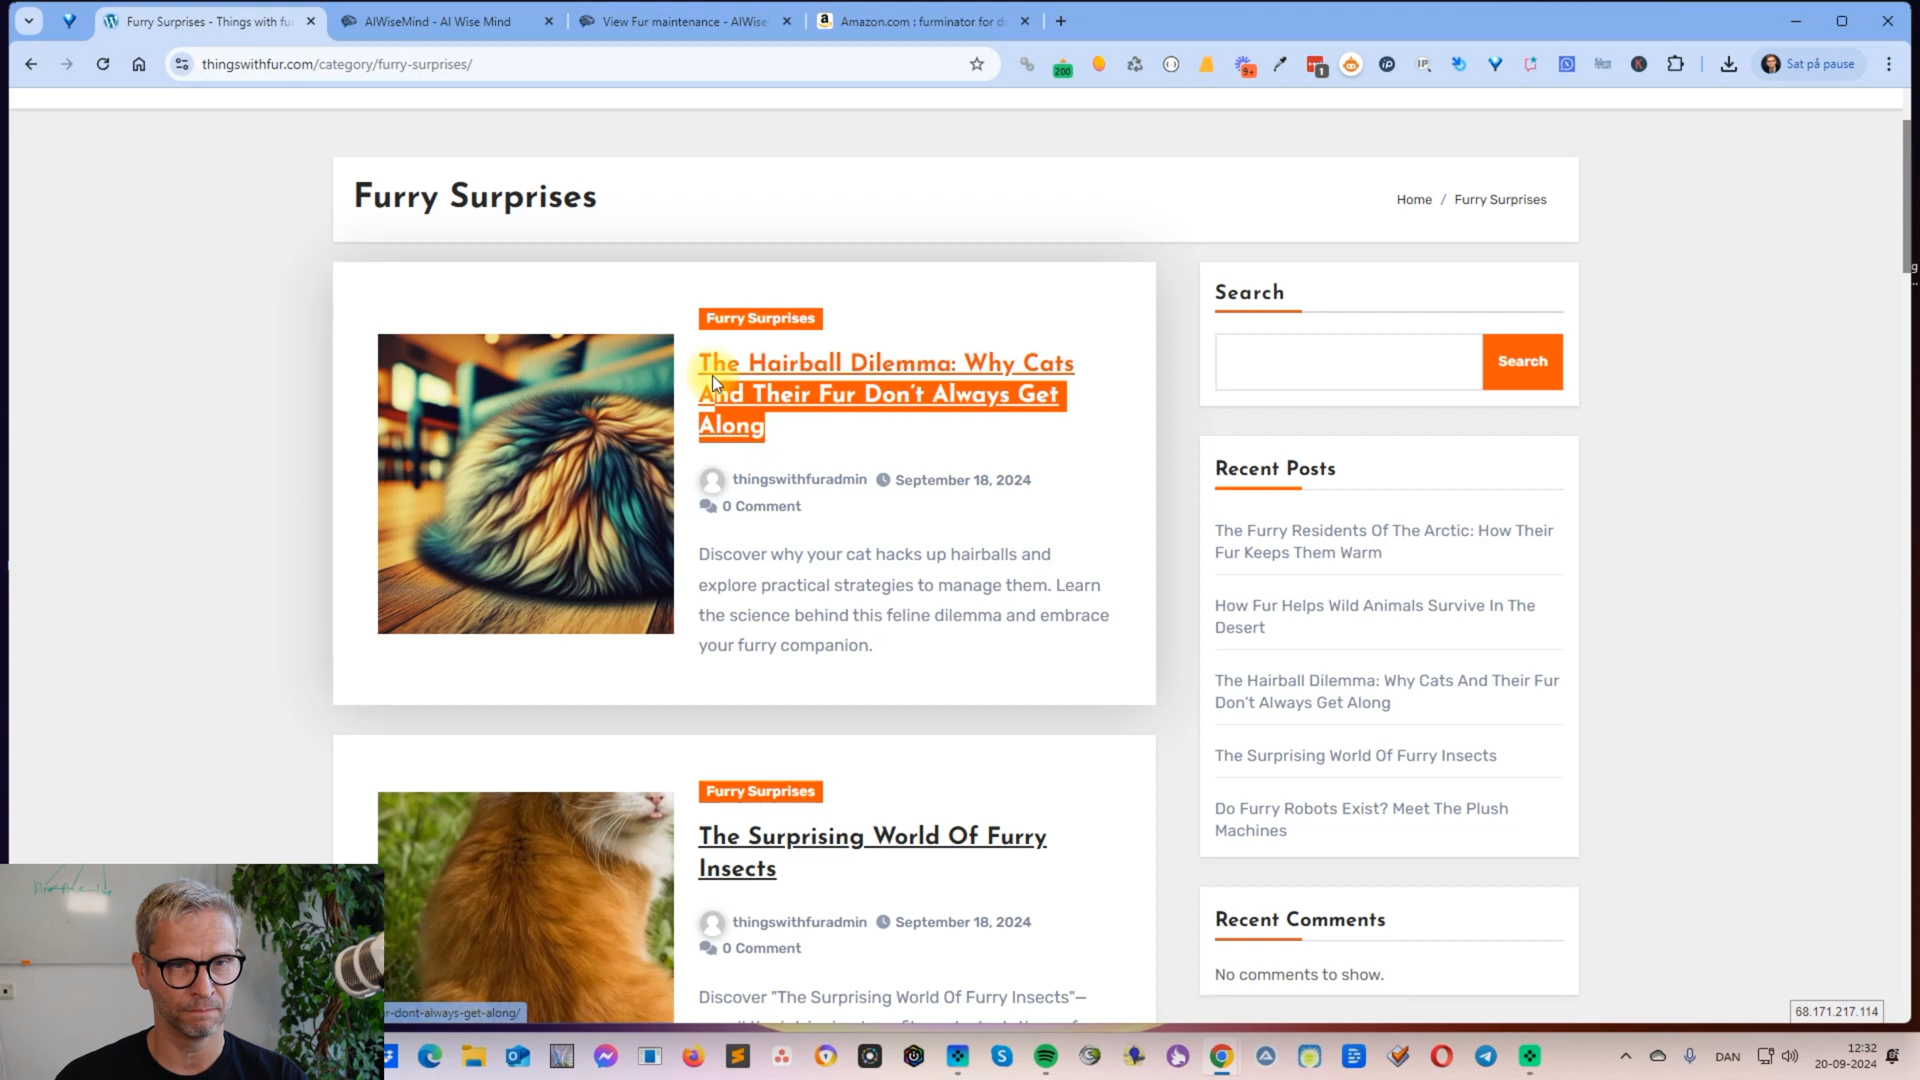 Furry Surprises - Things with fu
AIWiseMind - AI Wise Mind
View Fur maintenance - AIWise
Amazon.com : furminator for d
thingswithfur.com/category/furry-surprises/
200
9+
1
Sat på pause
Furry Surprises
Home / Furry Surprises
Furry Surprises
The Hairball Dilemma: Why Cats
And Their Fur Don't Always Get
Along
thingswithfuradmin September 18, 2024
0 Comment
Discover why your cat hacks up hairballs and
explore practical strategies to manage them. Learn
the science behind this feline dilemma and embrace
your furry companion.
Search
Search
Recent Posts
The Furry Residents Of The Arctic: How Their
Fur Keeps Them Warm
How Fur Helps Wild Animals Survive In The
Desert
The Hairball Dilemma: Why Cats And Their Fur
Don't Always Get Along
The Surprising World Of Furry Insects
Do Furry Robots Exist? Meet The Plush
Machines
Furry Surprises
The Surprising World Of Furry
Insects
thingswithfuradmin September 18, 2024
0 Comment
Discover "The Surprising World Of Furry Insects"—
Recent Comments
No comments to show.
r-dont-always-get-along/
68.171.217.114
DAN
12:32
20-09-2024